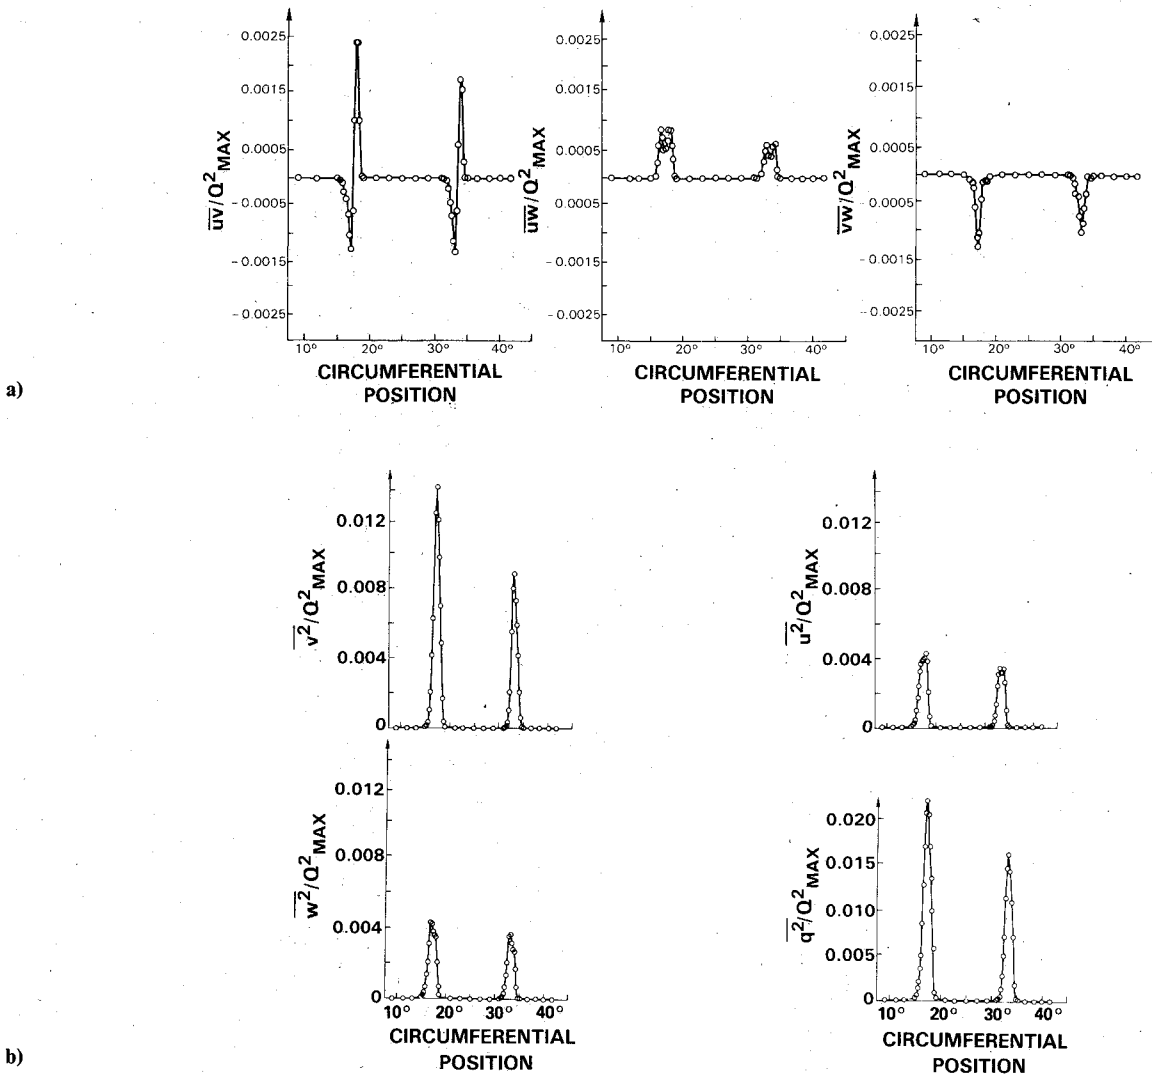 0.0025
0.0015
0.0005
−0.0005
−0.0015
−0.0025
uv/Q²MAX
10° 20° 30° 40°
CIRCUMFERENTIAL
POSITION
0.0025
0.0015
0.0005
−0.0005
−0.0015
−0.0025
uw/Q²MAX
10° 20° 30° 40°
CIRCUMFERENTIAL
POSITION
0.0025
0.0015
0.0005
−0.0005
−0.0015
−0.0025
vw/Q²MAX
10° 20° 30° 40°
CIRCUMFERENTIAL
POSITION
a)
0.012
0.008
0.004
0
v²/Q²MAX
0.012
0.008
0.004
0
u²/Q²MAX
0.012
0.008
0.004
0
w²/Q²MAX
10° 20° 30° 40°
CIRCUMFERENTIAL
POSITION
0.020
0.015
0.010
0.005
0
q²/Q²MAX
10° 20° 30° 40°
CIRCUMFERENTIAL
POSITION
b)